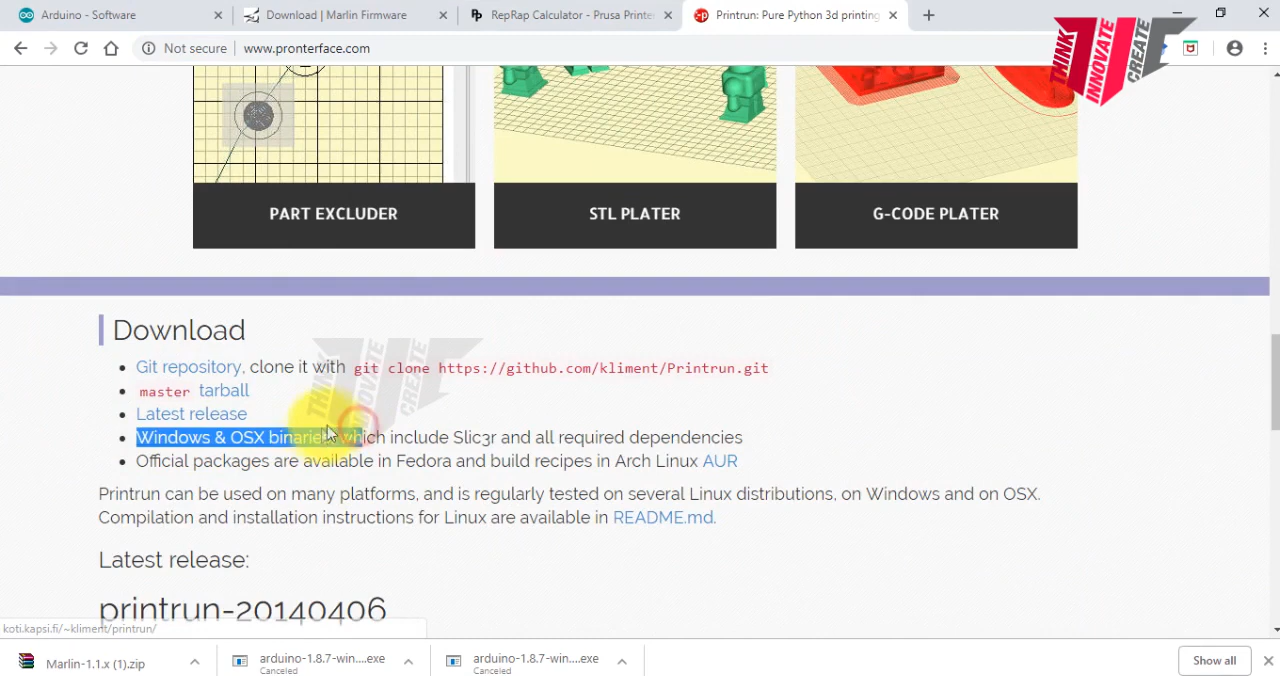 Arduino - Software
Download | Marlin Firmware
RepRap Calculator - Prusa Printe
Printrun: Pure Python 3d printing
Not secure
www.pronterface.com
THINK
INNOVATE
CREATE
PART EXCLUDER
STL PLATER
G-CODE PLATER
Download
Git repository, clone it with git clone https://github.com/kliment/Printrun.git
master tarball
Latest release
Windows & OSX binaries which include Slic3r and all required dependencies
Official packages are available in Fedora and build recipes in Arch Linux AUR
Printrun can be used on many platforms, and is regularly tested on several Linux distributions, on Windows and on OSX.
Compilation and installation instructions for Linux are available in README.md.
THINK
INNOVATE
CREATE
Latest release:
printrun-20140406
koti.kapsi.fi/~kliment/printrun/
Marlin-1.1.x (1).zip
arduino-1.8.7-win....exe
Canceled
arduino-1.8.7-win....exe
Canceled
Show all